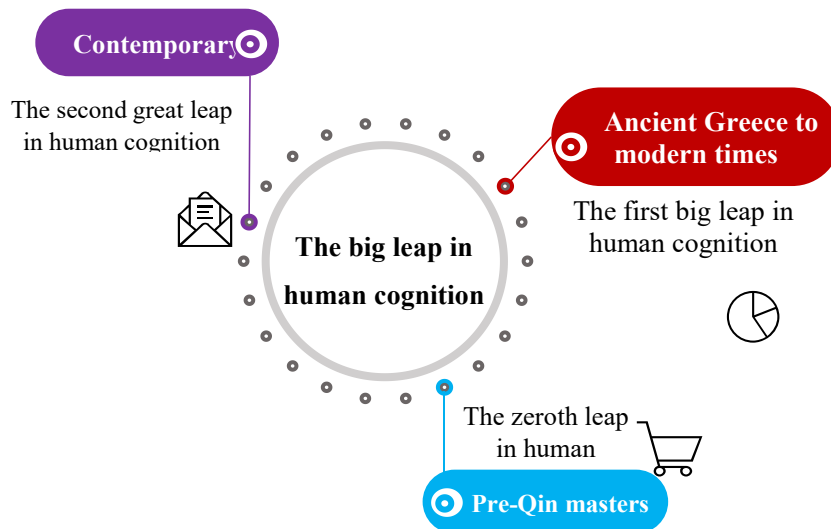 Contemporary
The second great leap
in human cognition
Ancient Greece to
modern times
The first big leap in
human cognition
The big leap in
human cognition
The zeroth leap
in human
Pre-Qin masters